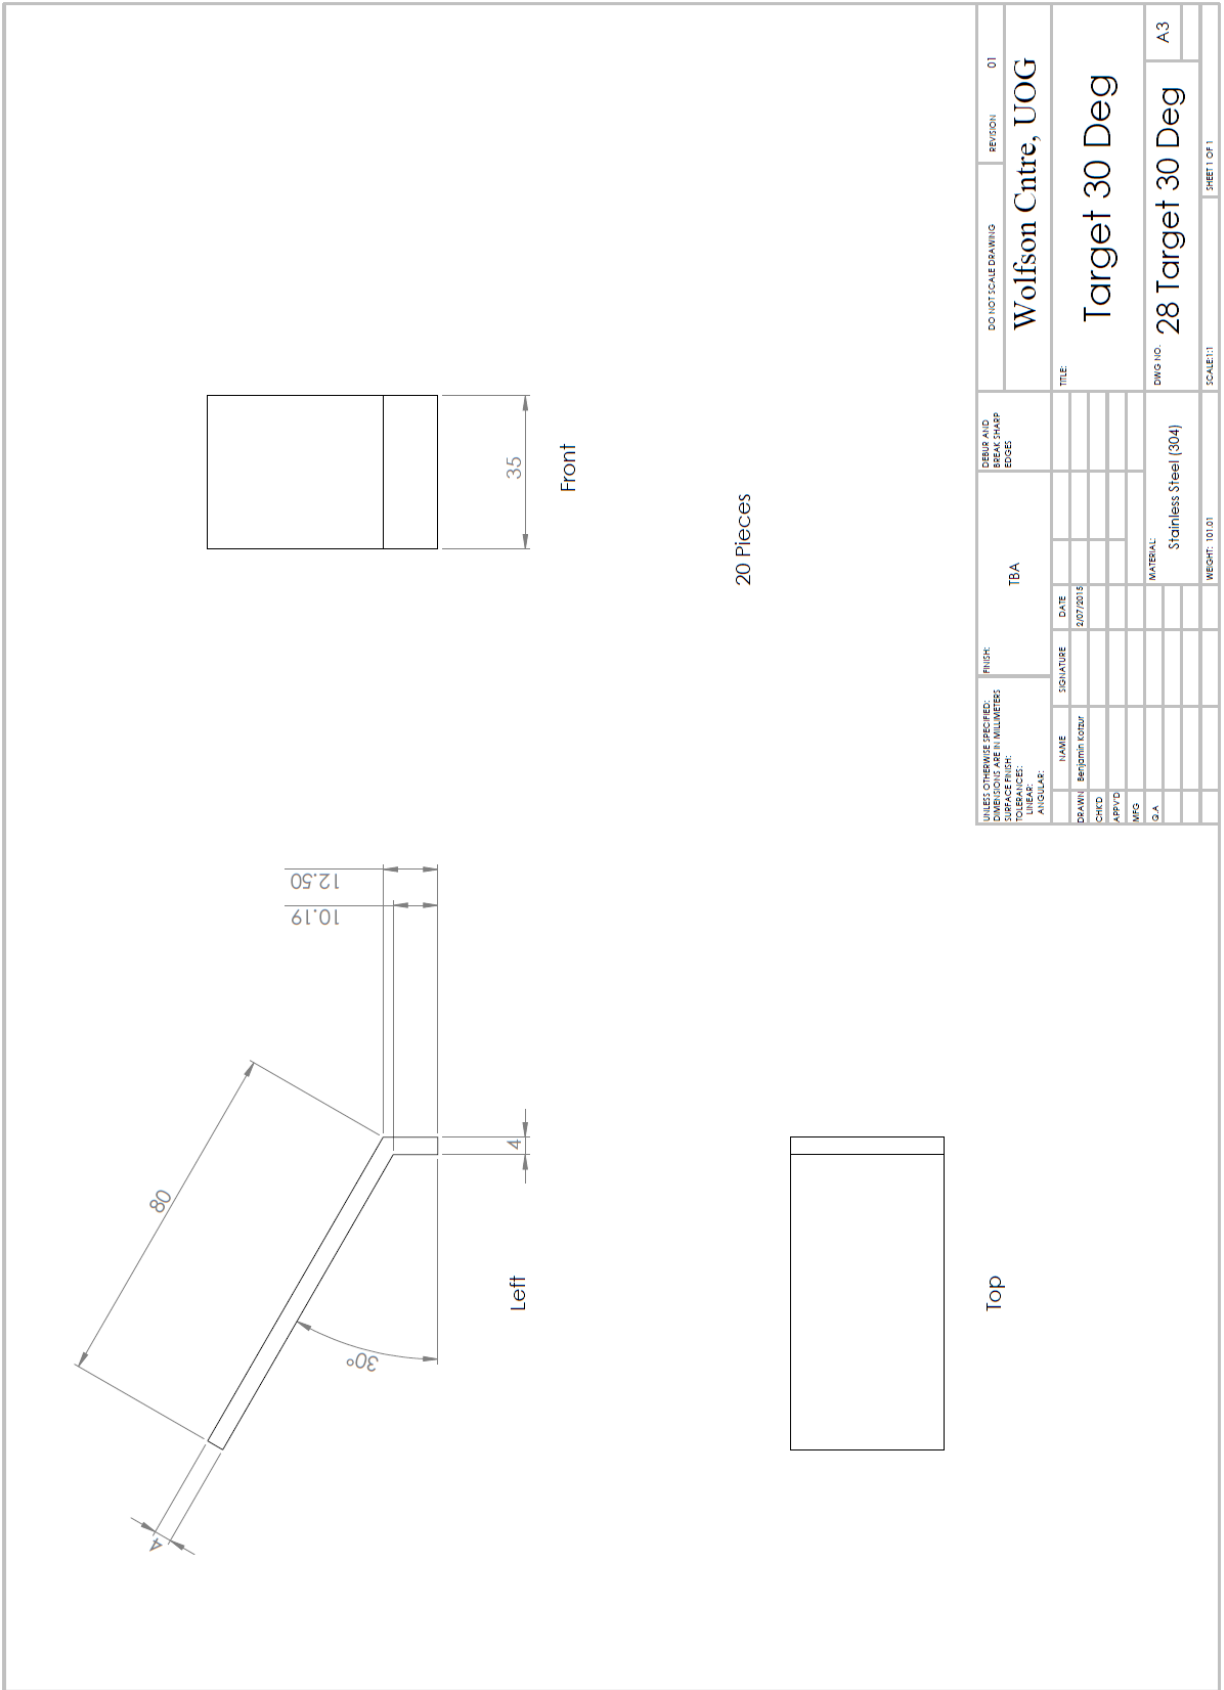 80
4
30°
4
12.50
10.19
Left
35
Front
Top
20 Pieces
UNLESS OTHERWISE SPECIFIED:
DIMENSIONS ARE IN MILLIMETERS
SURFACE FINISH:
TOLERANCES:
LINEAR:
ANGULAR:
FINISH:
TBA
DEBUR AND
BREAK SHARP
EDGES
DO NOT SCALE DRAWING
REVISION 01
Wolfson Cntre, UOG
NAME SIGNATURE DATE
DRAWN Benjamin Kotzur 2/07/2015
CHK'D
APPV'D
MFG
Q.A
TITLE:
Target 30 Deg
MATERIAL:
Stainless Steel (304)
DWG NO.
28 Target 30 Deg
A3
WEIGHT: 101.01
SCALE:1:1
SHEET 1 OF 1